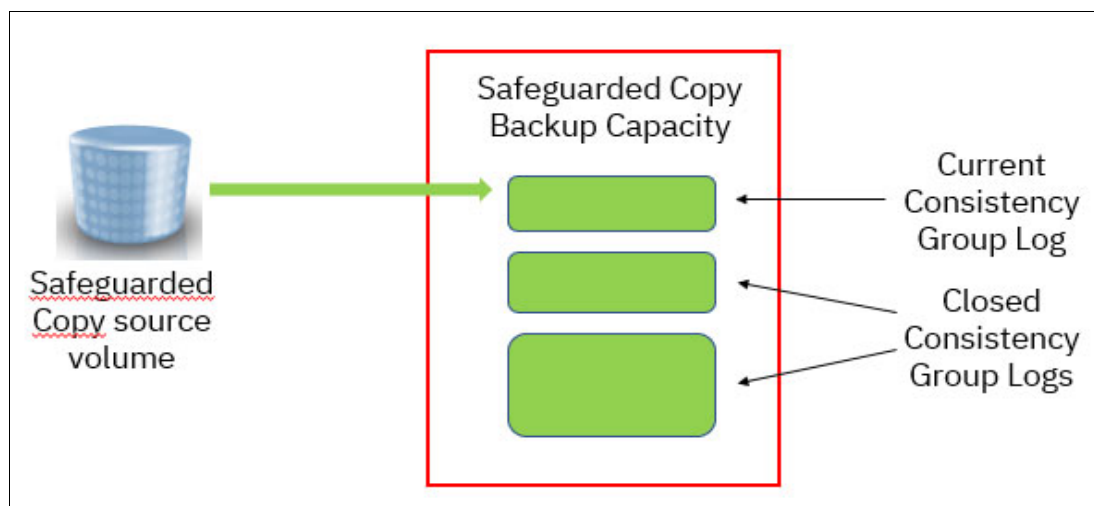 Safeguarded Copy
Backup Capacity
Safeguarded
Copy source
volume
Current
Consistency
Group Log
Closed
Consistency
Group Logs